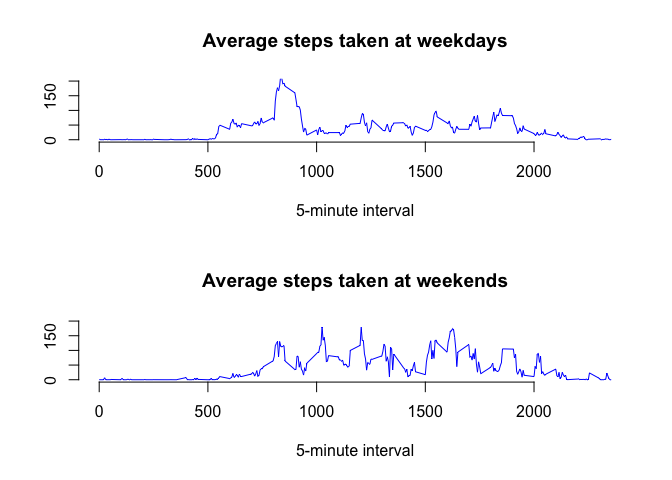 Average steps taken at weekdays
150
0
0 500 1000 1500 2000
5-minute interval
Average steps taken at weekends
150
0
0 500 1000 1500 2000
5-minute interval